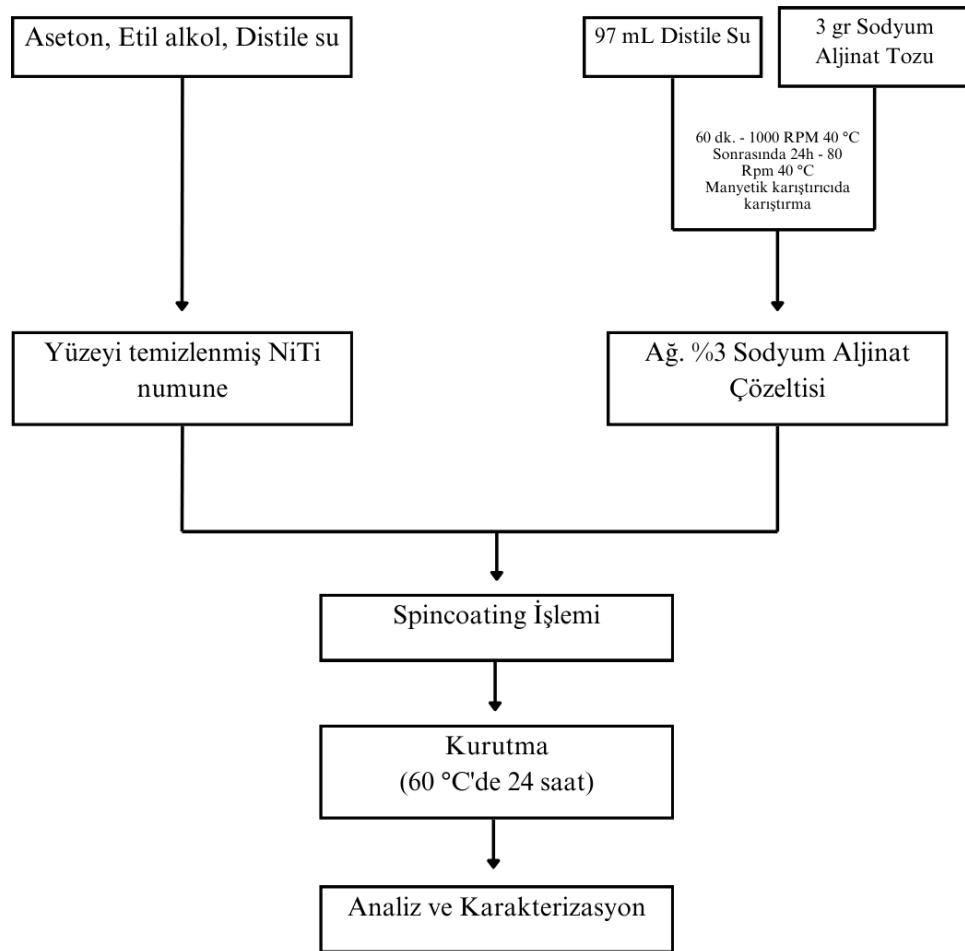 Aseton, Etil alkol, Distile su
97 mL Distile Su
3 gr Sodyum
Aljinat Tozu
60 dk. - 1000 RPM 40 °C
Sonrasında 24h - 80
Rpm 40 °C
Manyetik karıştırıcıda
karıştırma
Yüzeyi temizlenmiş NiTi
numune
Ağ. %3 Sodyum Aljinat
Çözeltisi
Spincoating İşlemi
Kurutma
(60 °C'de 24 saat)
Analiz ve Karakterizasyon